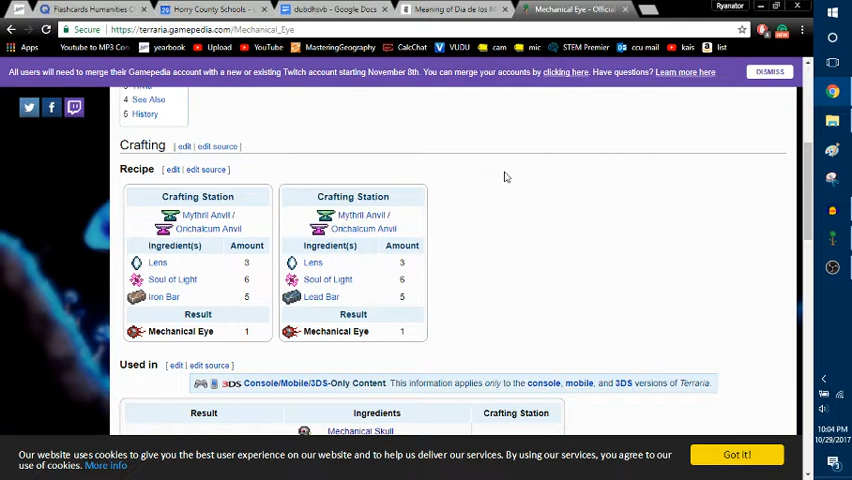 Flashcards Humanities C
Horry County Schools -
dubdhsvb - Google Docs
Meaning of Dia de los M
Mechanical Eye - Official
Ryanator
Secure
https://terraria.gamepedia.com/Mechanical_Eye
Apps
Youtube to MP3 Conv
yearbook
Upload
YouTube
MasteringGeography
CalcChat
VUDU
cam
mic
STEM Premier
ccu mail
kais
list
All users will need to merge their Gamepedia account with a new or existing Twitch account starting November 8th. You can merge your accounts by clicking here. Have questions? Learn more here
DISMISS
4 See Also
5 History
Crafting [ edit | edit source ]
Recipe [ edit | edit source ]
Crafting Station
Mythril Anvil /
Orichalcum Anvil
Ingredient(s) Amount
Lens 3
Soul of Light 6
Iron Bar 5
Result
Mechanical Eye 1
Crafting Station
Mythril Anvil /
Orichalcum Anvil
Ingredient(s) Amount
Lens 3
Soul of Light 6
Lead Bar 5
Result
Mechanical Eye 1
Used in [ edit | edit source ]
3DS Console/Mobile/3DS-Only Content: This information applies only to the console, mobile, and 3DS versions of Terraria.
Result Ingredients Crafting Station
Mechanical Skull
Our website uses cookies to give you the best user experience on our website and to help us deliver our services. By using our services, you agree to our
use of cookies. More info
Got it!
10:04 PM
10/29/2017